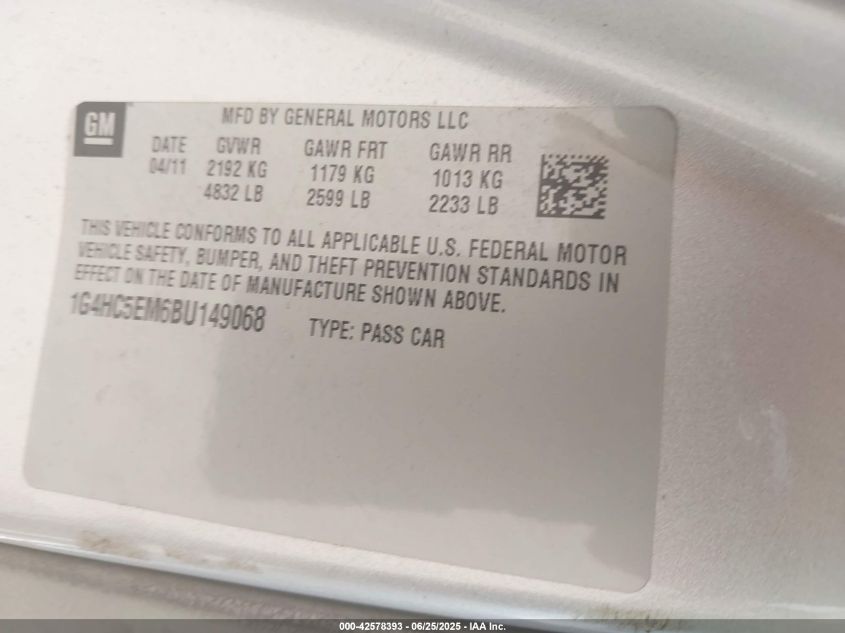 GM
MFD BY GENERAL MOTORS LLC
DATE GVWR GAWR FRT GAWR RR
04/11 2192 KG 1179 KG 1013 KG
4832 LB 2599 LB 2233 LB
THIS VEHICLE CONFORMS TO ALL APPLICABLE U.S. FEDERAL MOTOR
VEHICLE SAFETY, BUMPER, AND THEFT PREVENTION STANDARDS IN
EFFECT ON THE DATE OF MANUFACTURE SHOWN ABOVE.
1G4HC5EM6BU149068 TYPE: PASS CAR
000-42578393 - 06/25/2025 - IAA Inc.